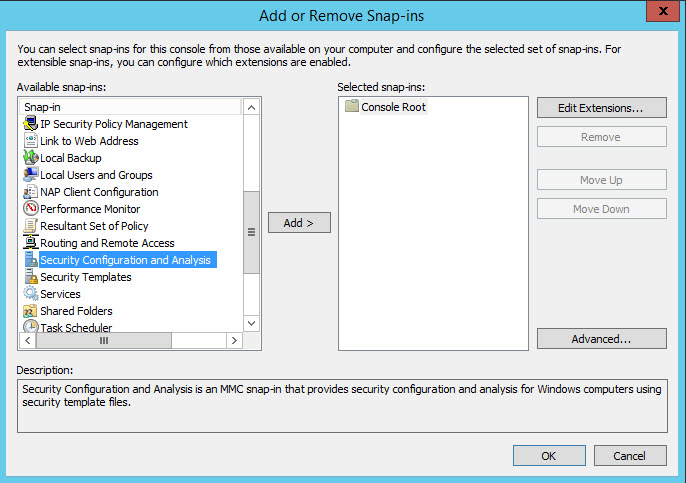 Add or Remove Snap-ins
x
You can select snap-ins for this console from those available on your computer and configure the selected set of snap-ins. For
extensible snap-ins, you can configure which extensions are enabled.
Available snap-ins:
Snap-in
IP Security Policy Management
Link to Web Address
Local Backup
Local Users and Groups
NAP Client Configuration
Performance Monitor
Resultant Set of Policy
Routing and Remote Access
Security Configuration and Analysis
Security Templates
Services
Shared Folders
Task Scheduler
Add >
Selected snap-ins:
Console Root
Edit Extensions...
Remove
Move Up
Move Down
Advanced...
Description:
Security Configuration and Analysis is an MMC snap-in that provides security configuration and analysis for Windows computers using
security template files.
OK
Cancel